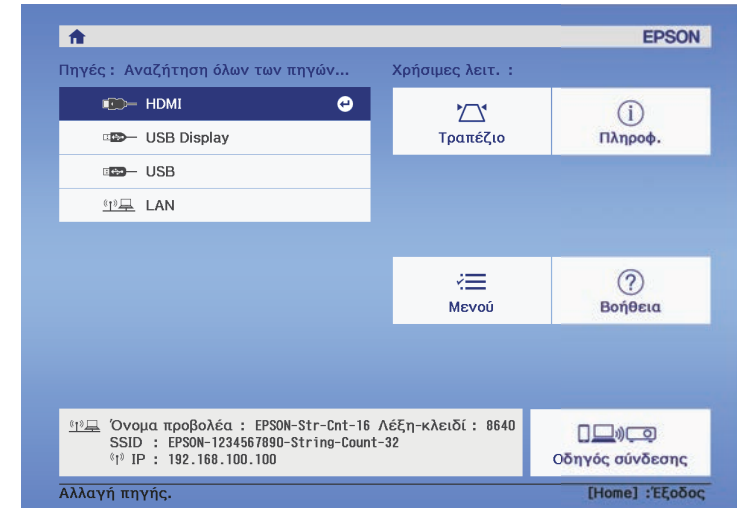 EPSON
Πηγές : Αναζήτηση όλων των πηγών...
Χρήσιμες λειτ. :
HDMI
USB Display
USB
LAN
Τραπέζιο
Πληροφ.
Μενού
Βοήθεια
Όνομα προβολέα : EPSON-Str-Cnt-16 Λέξη-κλειδί : 8640
SSID : EPSON-1234567890-String-Count-32
IP : 192.168.100.100
Οδηγός σύνδεσης
Αλλαγή πηγής.
[Home] :Έξοδος